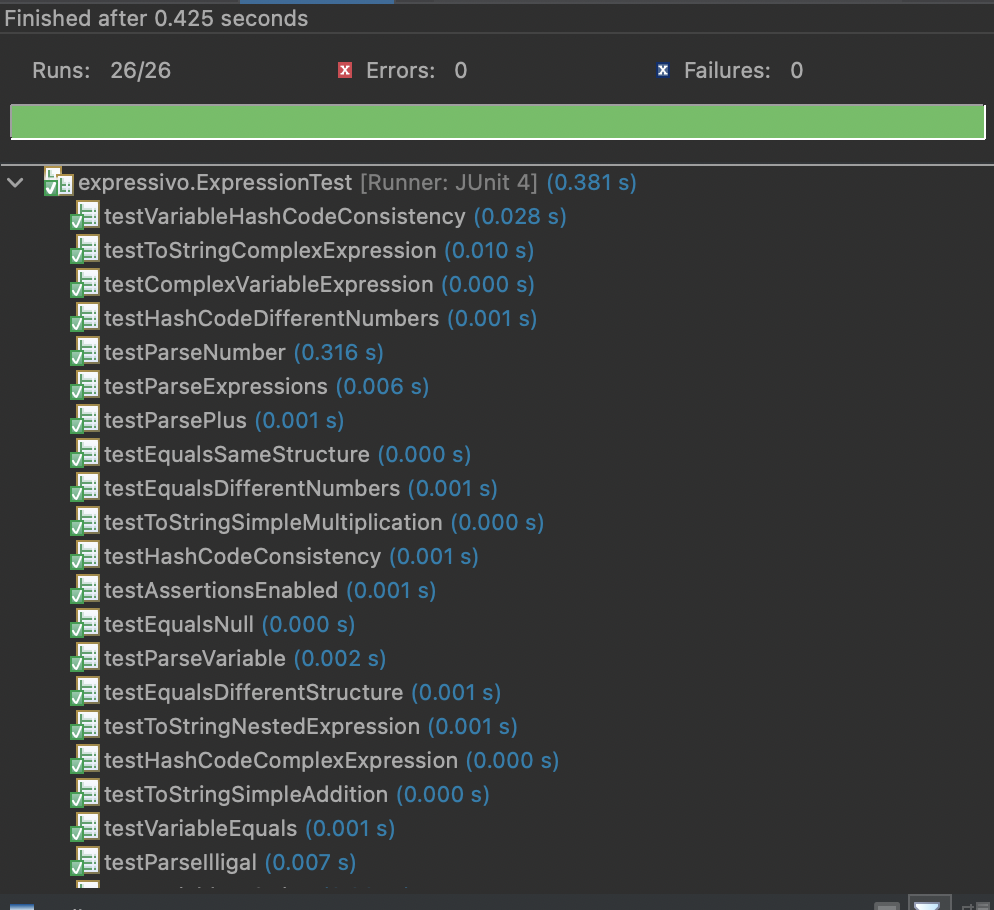 Finished after 0.425 seconds
Runs: 26/26 Errors: 0 Failures: 0
expressivo.ExpressionTest [Runner: JUnit 4] (0.381 s)
testVariableHashCodeConsistency (0.028 s)
testToStringComplexExpression (0.010 s)
testComplexVariableExpression (0.000 s)
testHashCodeDifferentNumbers (0.001 s)
testParseNumber (0.316 s)
testParseExpressions (0.006 s)
testParsePlus (0.001 s)
testEqualsSameStructure (0.000 s)
testEqualsDifferentNumbers (0.001 s)
testToStringSimpleMultiplication (0.000 s)
testHashCodeConsistency (0.001 s)
testAssertionsEnabled (0.001 s)
testEqualsNull (0.000 s)
testParseVariable (0.002 s)
testEqualsDifferentStructure (0.001 s)
testToStringNestedExpression (0.001 s)
testHashCodeComplexExpression (0.000 s)
testToStringSimpleAddition (0.000 s)
testVariableEquals (0.001 s)
testParseIlligal (0.007 s)